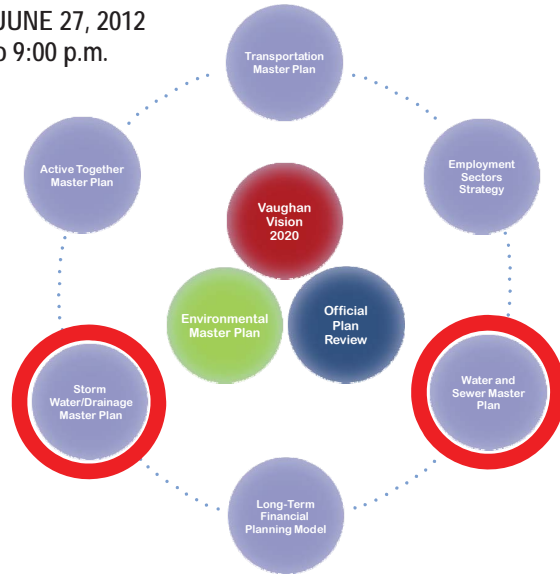 JUNE 27, 2012
9:00 p.m.
Transportation
Master Plan
Active Together
Master Plan
Employment
Sectors
Strategy
Vaughan
Vision
2020
Environmental
Master Plan
Official
Plan
Review
Storm
Water/Drainage
Master Plan
Water and
Sewer Master
Plan
Long-Term
Financial
Planning Model